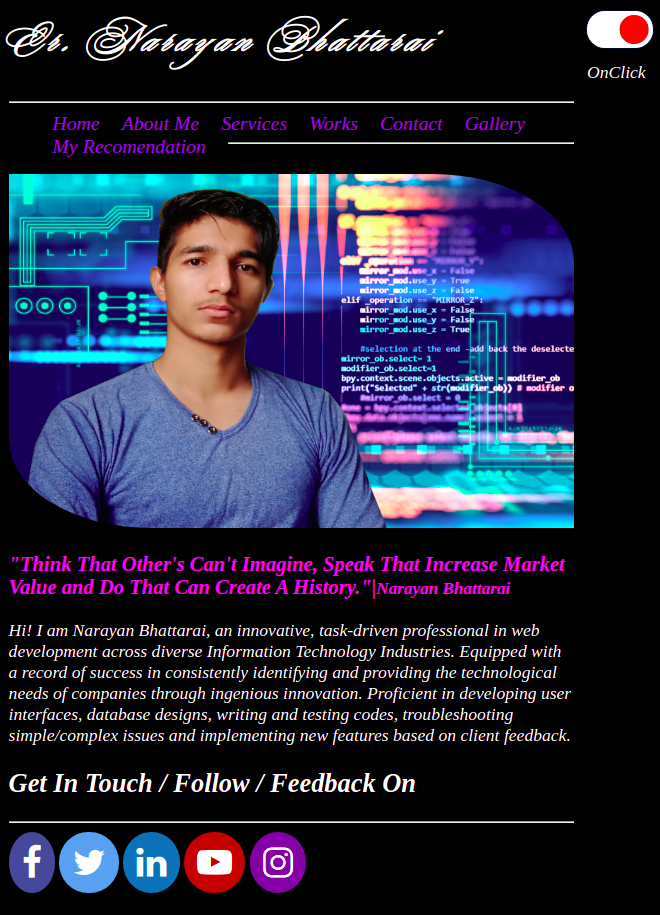 Er. Narayan Bhattarai
OnClick
Home About Me Services Works Contact Gallery
My Recomendation
elif _operation == "MIRROR_Y":
mirror_mod.use_x = False
mirror_mod.use_y = True
mirror_mod.use_z = False
elif _operation == "MIRROR_Z":
mirror_mod.use_x = False
mirror_mod.use_y = False
mirror_mod.use_z = True
#selection at the end -add back the deselecte
mirror_ob.select= 1
modifier_ob.select=1
bpy.context.scene.objects.active = modifier_ob
print("Selected" + str(modifier_ob)) # modifier o
#mirror_ob.select = 0
"Think That Other's Can't Imagine, Speak That Increase Market
Value and Do That Can Create A History."|Narayan Bhattarai
Hi! I am Narayan Bhattarai, an innovative, task-driven professional in web
development across diverse Information Technology Industries. Equipped with
a record of success in consistently identifying and providing the technological
needs of companies through ingenious innovation. Proficient in developing user
interfaces, database designs, writing and testing codes, troubleshooting
simple/complex issues and implementing new features based on client feedback.
Get In Touch / Follow / Feedback On